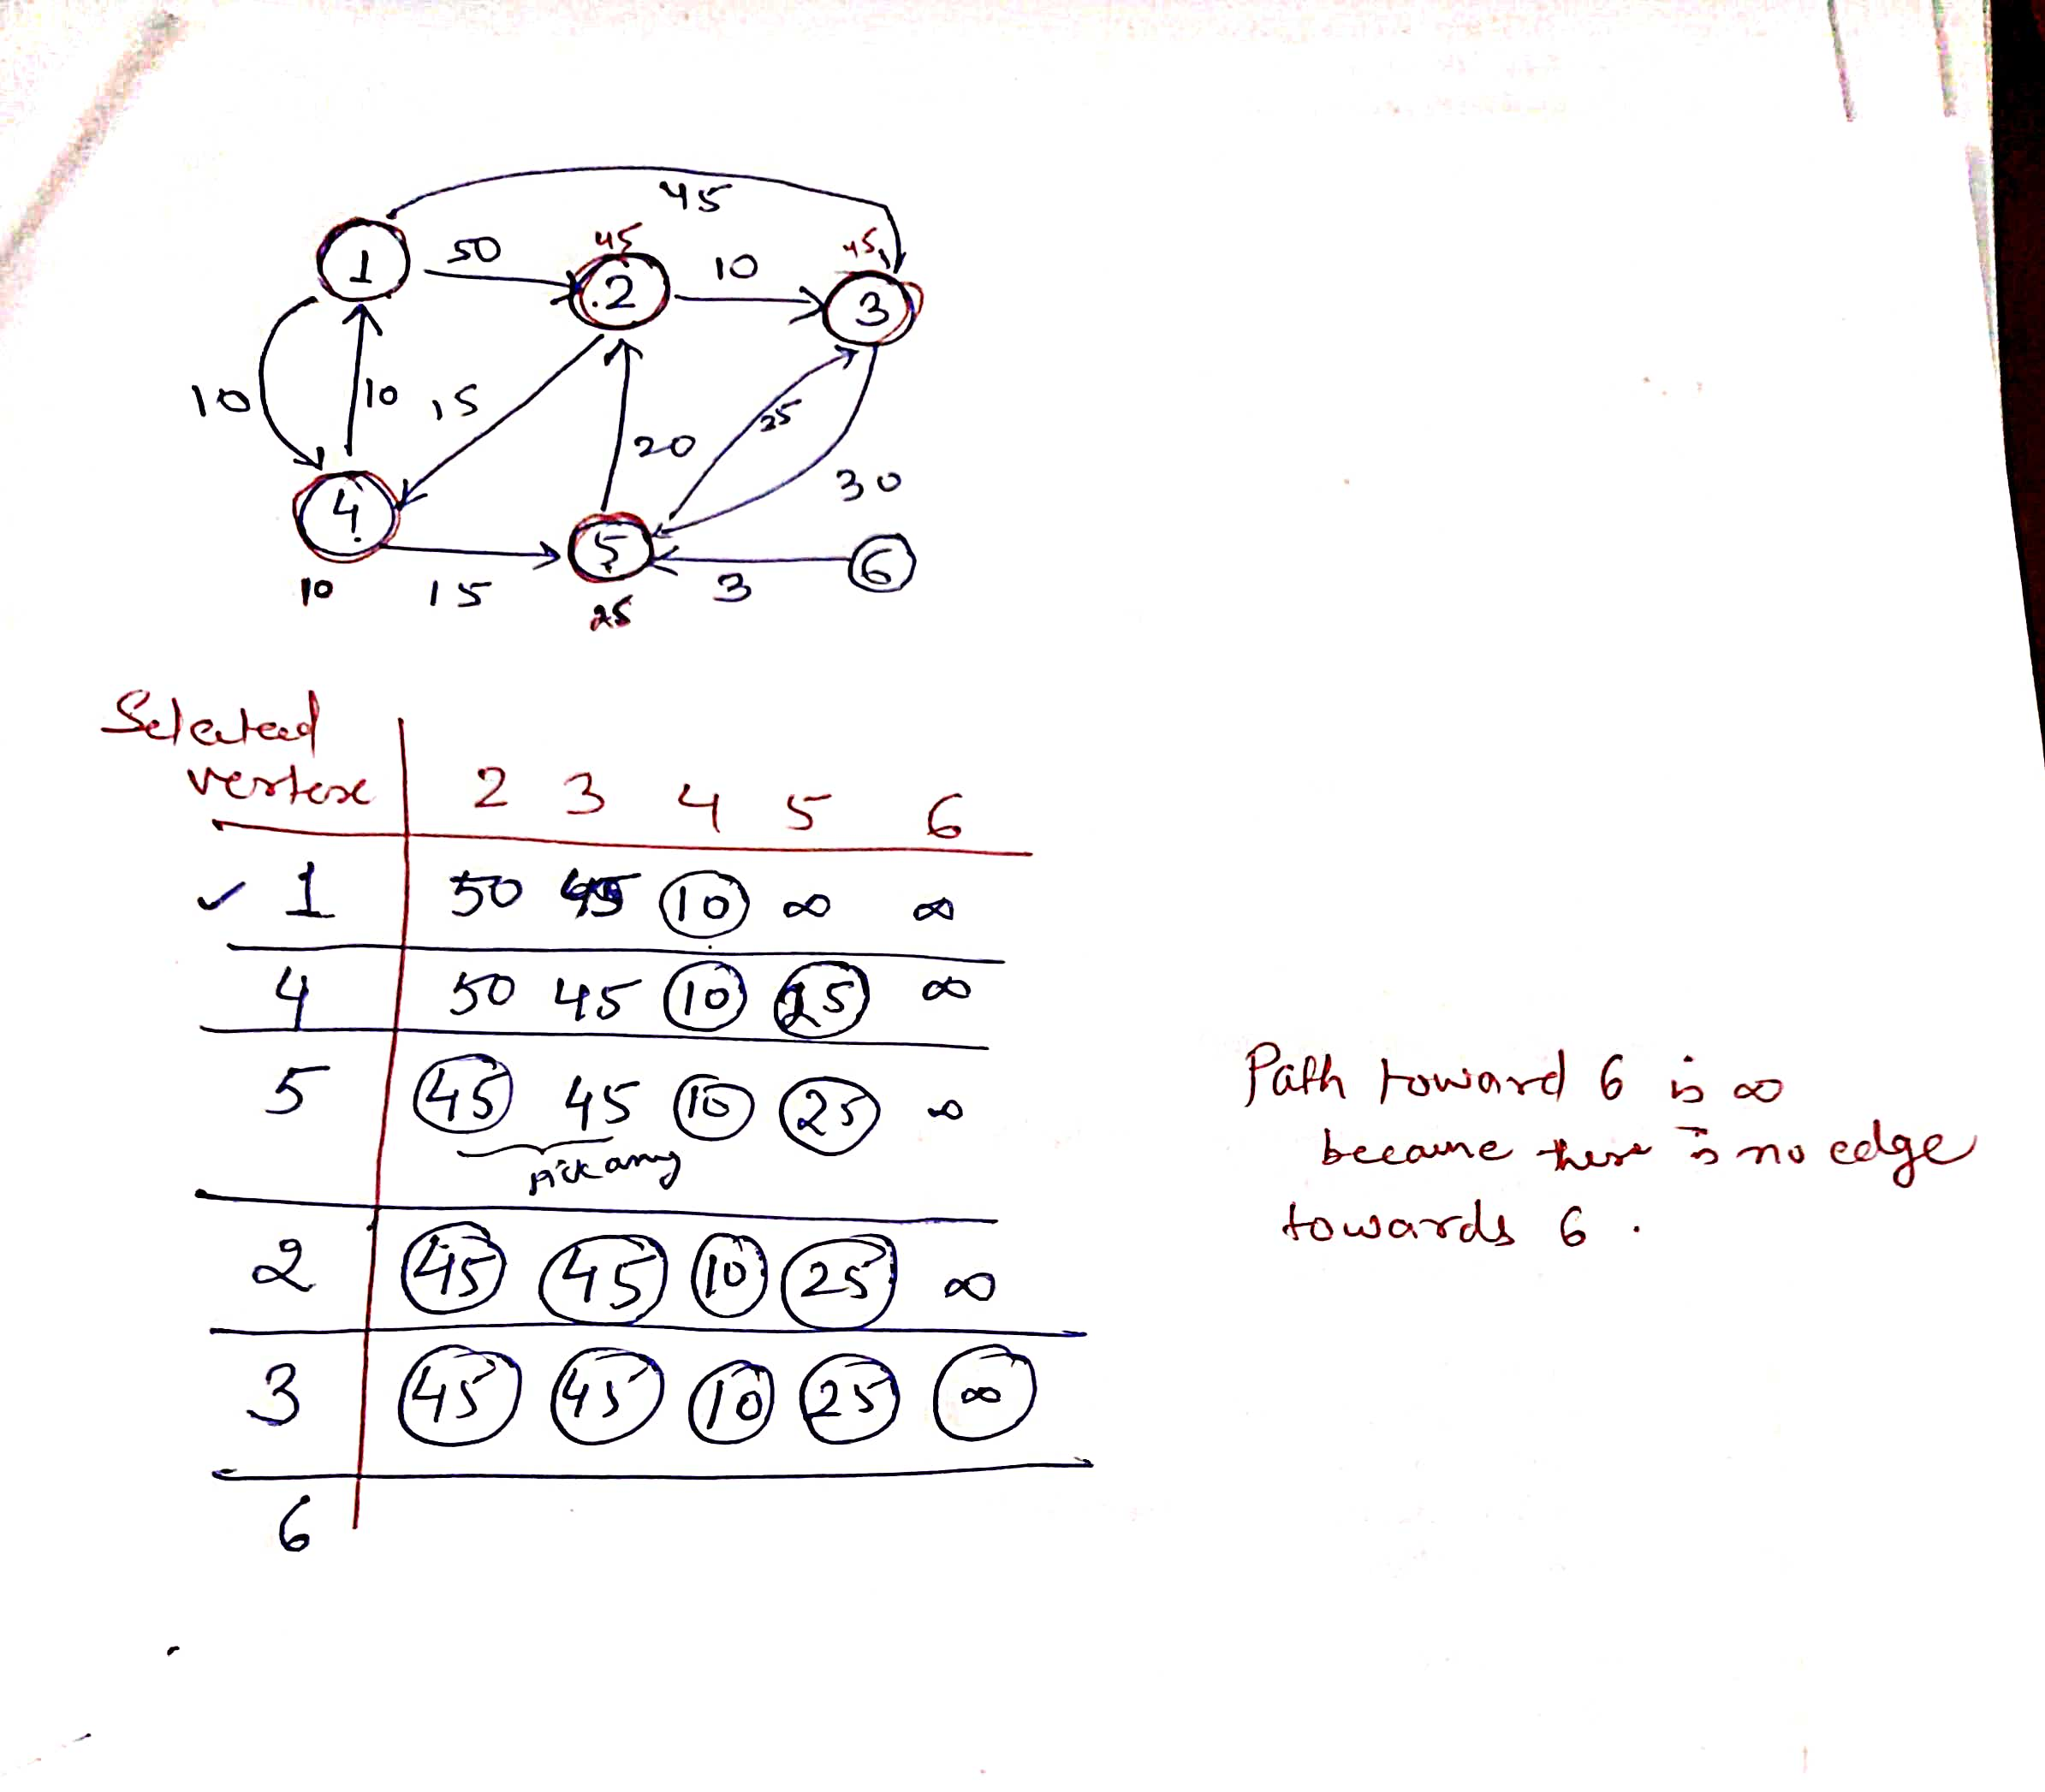 45
1 50 45 2 10 45 3
10 10 15 20 25 30
4 5 6
10 15 25 3
Selected
vertex 2 3 4 5 6
✓ 1 50 45 10 ∞ ∞
4 50 45 10 25 ∞
5 45 45 10 25 ∞
pick any
2 45 45 10 25 ∞
3 45 45 10 25 ∞
6
Path toward 6 is ∞
because there is no edge
towards 6 .